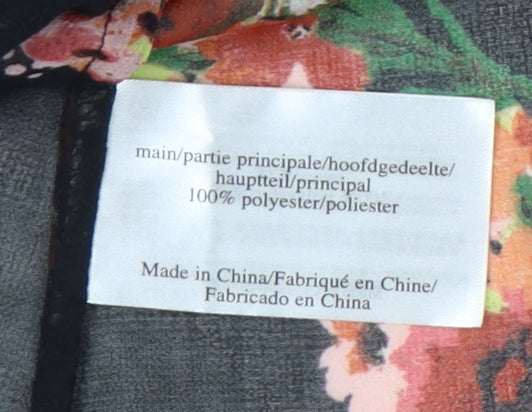 main/partie principale/hoofdgedeelte/
hauptteil/principal
100% polyester/poliester
Made in China/Fabriqué en Chine/
Fabricado en China